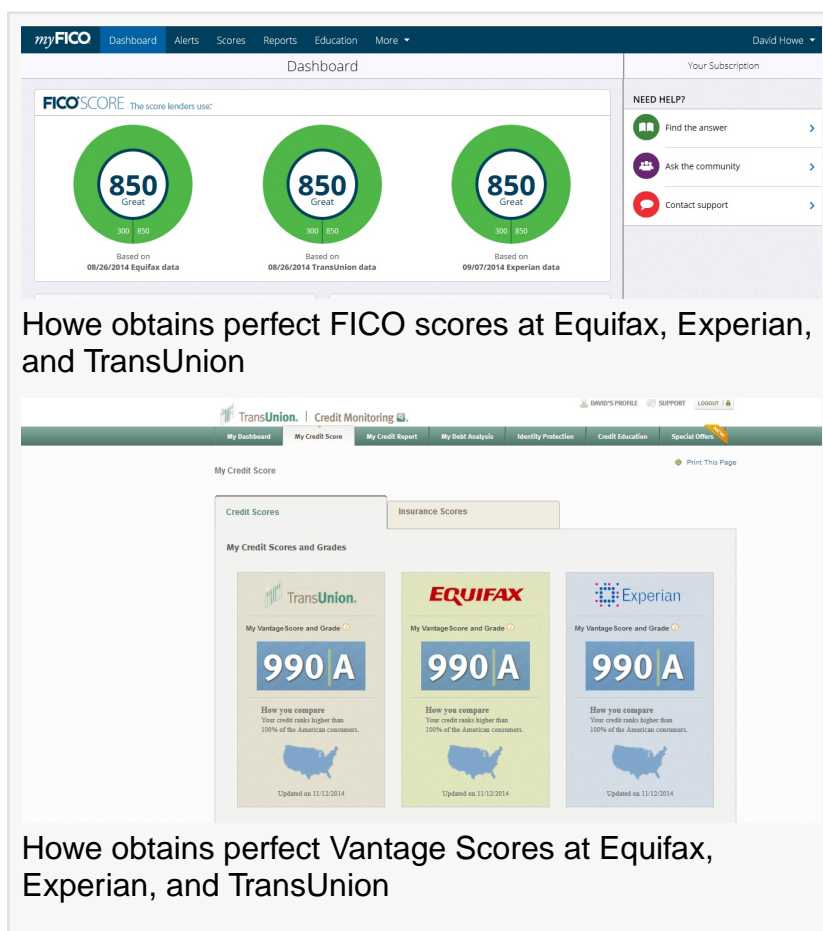 myFICO Dashboard Alerts Scores Reports Education More David Howe
Dashboard
Your Subscription
FICO SCORE The score lenders use.
NEED HELP?
Find the answer
Ask the community
Contact support
850 850 850
Great Great Great
300 850 300 850 300 850
Based on Based on Based on
08/26/2014 Equifax data 08/26/2014 TransUnion data 09/07/2014 Experian data
Howe obtains perfect FICO scores at Equifax, Experian,
and TransUnion
DAVID'S PROFILE SUPPORT LOGOUT
TransUnion. | Credit Monitoring
My Dashboard My Credit Score My Credit Report My Debt Analysis Identity Protection Credit Education Special Offers NEW
Print This Page
My Credit Score
Credit Scores Insurance Scores
My Credit Scores and Grades
TransUnion. EQUIFAX Experian
My VantageScore and Grade My VantageScore and Grade My VantageScore and Grade
990 A 990 A 990 A
How you compare How you compare How you compare
Your credit ranks higher than Your credit ranks higher than Your credit ranks higher than
100% of the American consumers. 100% of the American consumers. 100% of the American consumers.
Updated on 11/12/2014 Updated on 11/12/2014 Updated on 11/12/2014
Howe obtains perfect Vantage Scores at Equifax,
Experian, and TransUnion